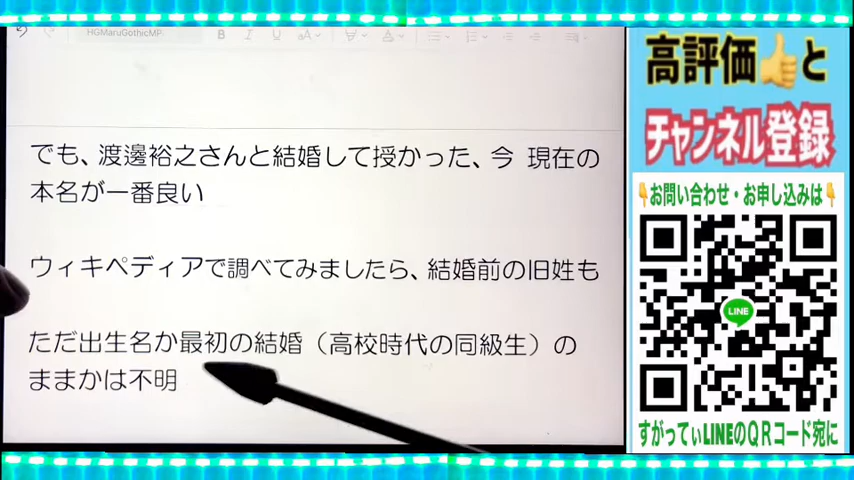 HGMaruGothicMP-
B I U
でも、渡邊裕之さんと結婚して授かった、今 現在の
本名が一番良い
ウィキペディアで調べてみましたら、結婚前の旧姓も
ただ出生名か最初の結婚（高校時代の同級生）の
ままかは不明
高評価👍と
チャンネル登録
👇お問い合わせ・お申し込みは👇
LINE
すがってぃLINEのQRコード宛に